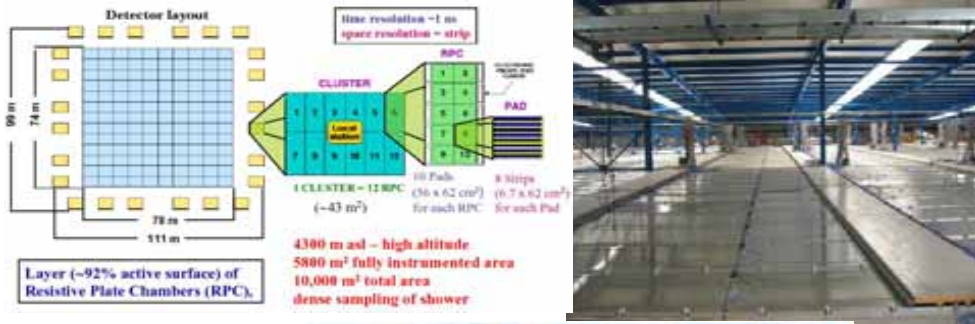 Detector layout
time resolution ~1 ns
space resolution = strip
99 m
74 m
78 m
111 m
CLUSTER
1 2 3 4 5 6
Local
station
7 8 9 10 11 12
1 CLUSTER = 12 RPC
(~43 m²)
RPC
1 2
3 4
5 6
7 8
9 10
PAD
10 Pads
(56 x 62 cm²)
for each RPC
8 Strips
(6.7 x 62 cm²)
for each Pad
4300 m asl – high altitude
5800 m² fully instrumented area
10,000 m² total area
dense sampling of shower
Layer (~92% active surface) of
Resistive Plate Chambers (RPC),